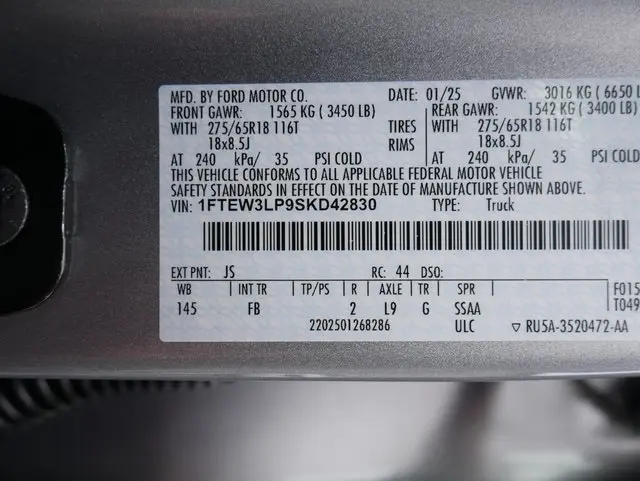 MFD. BY FORD MOTOR CO. DATE: 01/25 GVWR: 3016 KG ( 6650 L
FRONT GAWR: 1565 KG ( 3450 LB) REAR GAWR: 1542 KG ( 3400 LB)
WITH 275/65R18 116T TIRES WITH 275/65R18 116T
18x8.5J RIMS 18x8.5J
AT 240 kPa/ 35 PSI COLD AT 240 kPa/ 35 PSI COLD
THIS VEHICLE CONFORMS TO ALL APPLICABLE FEDERAL MOTOR VEHICLE
SAFETY STANDARDS IN EFFECT ON THE DATE OF MANUFACTURE SHOWN ABOVE.
VIN: 1FTEW3LP9SKD42830 TYPE: Truck
EXT PNT: JS RC: 44 DSO:
WB INT TR TP/PS R AXLE TR SPR F015
145 FB 2 L9 G SSAA T049
2202501268286 ULC ▽ RU5A-3520472-AA